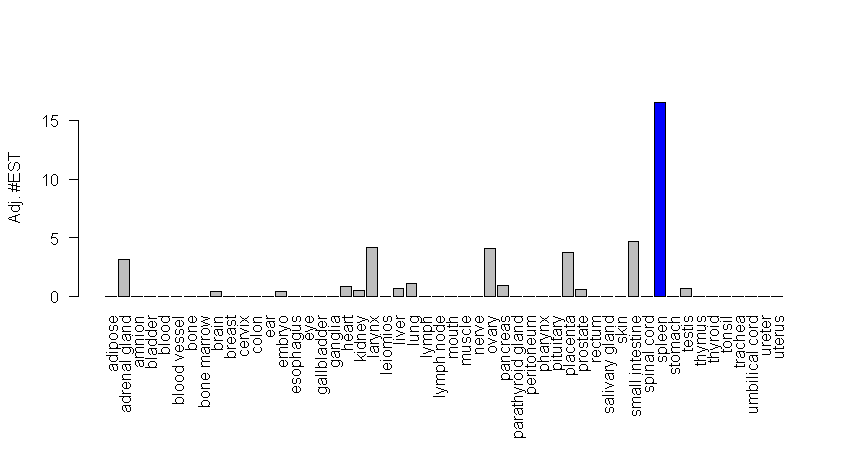 Adj. #EST
15
10
5
0
adipose
adrenal gland
amnion
bladder
blood
blood vessel
bone
bone marrow
brain
breast
cervix
colon
ear
embryo
esophagus
eye
gallbladder
ganglia
heart
kidney
larynx
leiomios
liver
lung
lymph
lymph node
mouth
muscle
nerve
ovary
pancreas
parathyroid gland
peritoneum
pharynx
pituitary
placenta
prostate
rectum
salivary gland
skin
small intestine
spinal cord
spleen
stomach
testis
thymus
thyroid
tonsil
trachea
umbilical cord
ureter
uterus